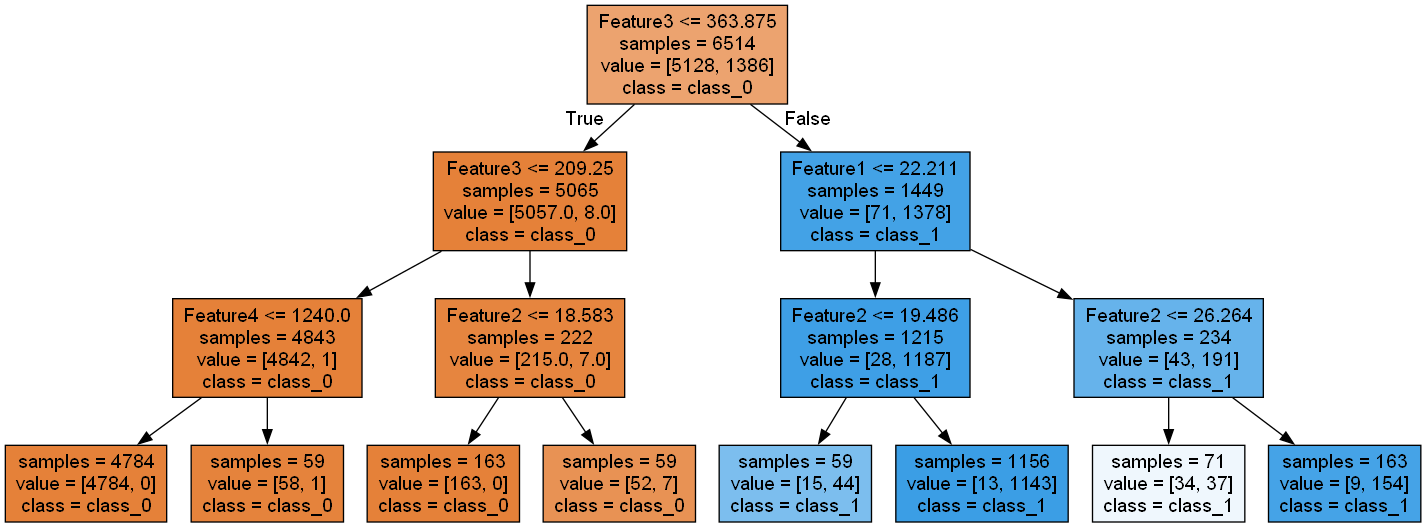 Feature3 <= 363.875
samples = 6514
value = [5128, 1386]
class = class_0
True
False
Feature3 <= 209.25
samples = 5065
value = [5057.0, 8.0]
class = class_0
Feature1 <= 22.211
samples = 1449
value = [71, 1378]
class = class_1
Feature4 <= 1240.0
samples = 4843
value = [4842, 1]
class = class_0
Feature2 <= 18.583
samples = 222
value = [215.0, 7.0]
class = class_0
Feature2 <= 19.486
samples = 1215
value = [28, 1187]
class = class_1
Feature2 <= 26.264
samples = 234
value = [43, 191]
class = class_1
samples = 4784
value = [4784, 0]
class = class_0
samples = 59
value = [58, 1]
class = class_0
samples = 163
value = [163, 0]
class = class_0
samples = 59
value = [52, 7]
class = class_0
samples = 59
value = [15, 44]
class = class_1
samples = 1156
value = [13, 1143]
class = class_1
samples = 71
value = [34, 37]
class = class_1
samples = 163
value = [9, 154]
class = class_1